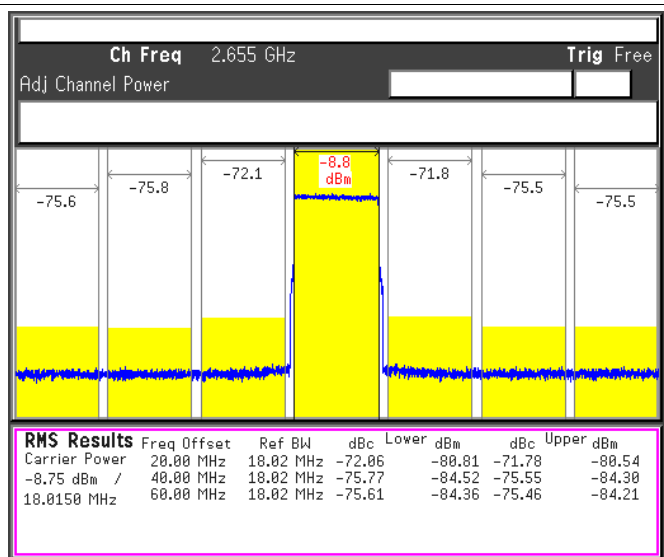 Ch Freq 2.655 GHz Trig Free
Adj Channel Power
-75.6 -75.8 -72.1 -8.8 dBm -71.8 -75.5 -75.5
RMS Results Freq Offset Ref BW dBc Lower dBm dBc Upper dBm
Carrier Power 20.00 MHz 18.02 MHz -72.06 -80.81 -71.78 -80.54
-8.75 dBm / 40.00 MHz 18.02 MHz -75.77 -84.52 -75.55 -84.30
18.0150 MHz 60.00 MHz 18.02 MHz -75.61 -84.36 -75.46 -84.21